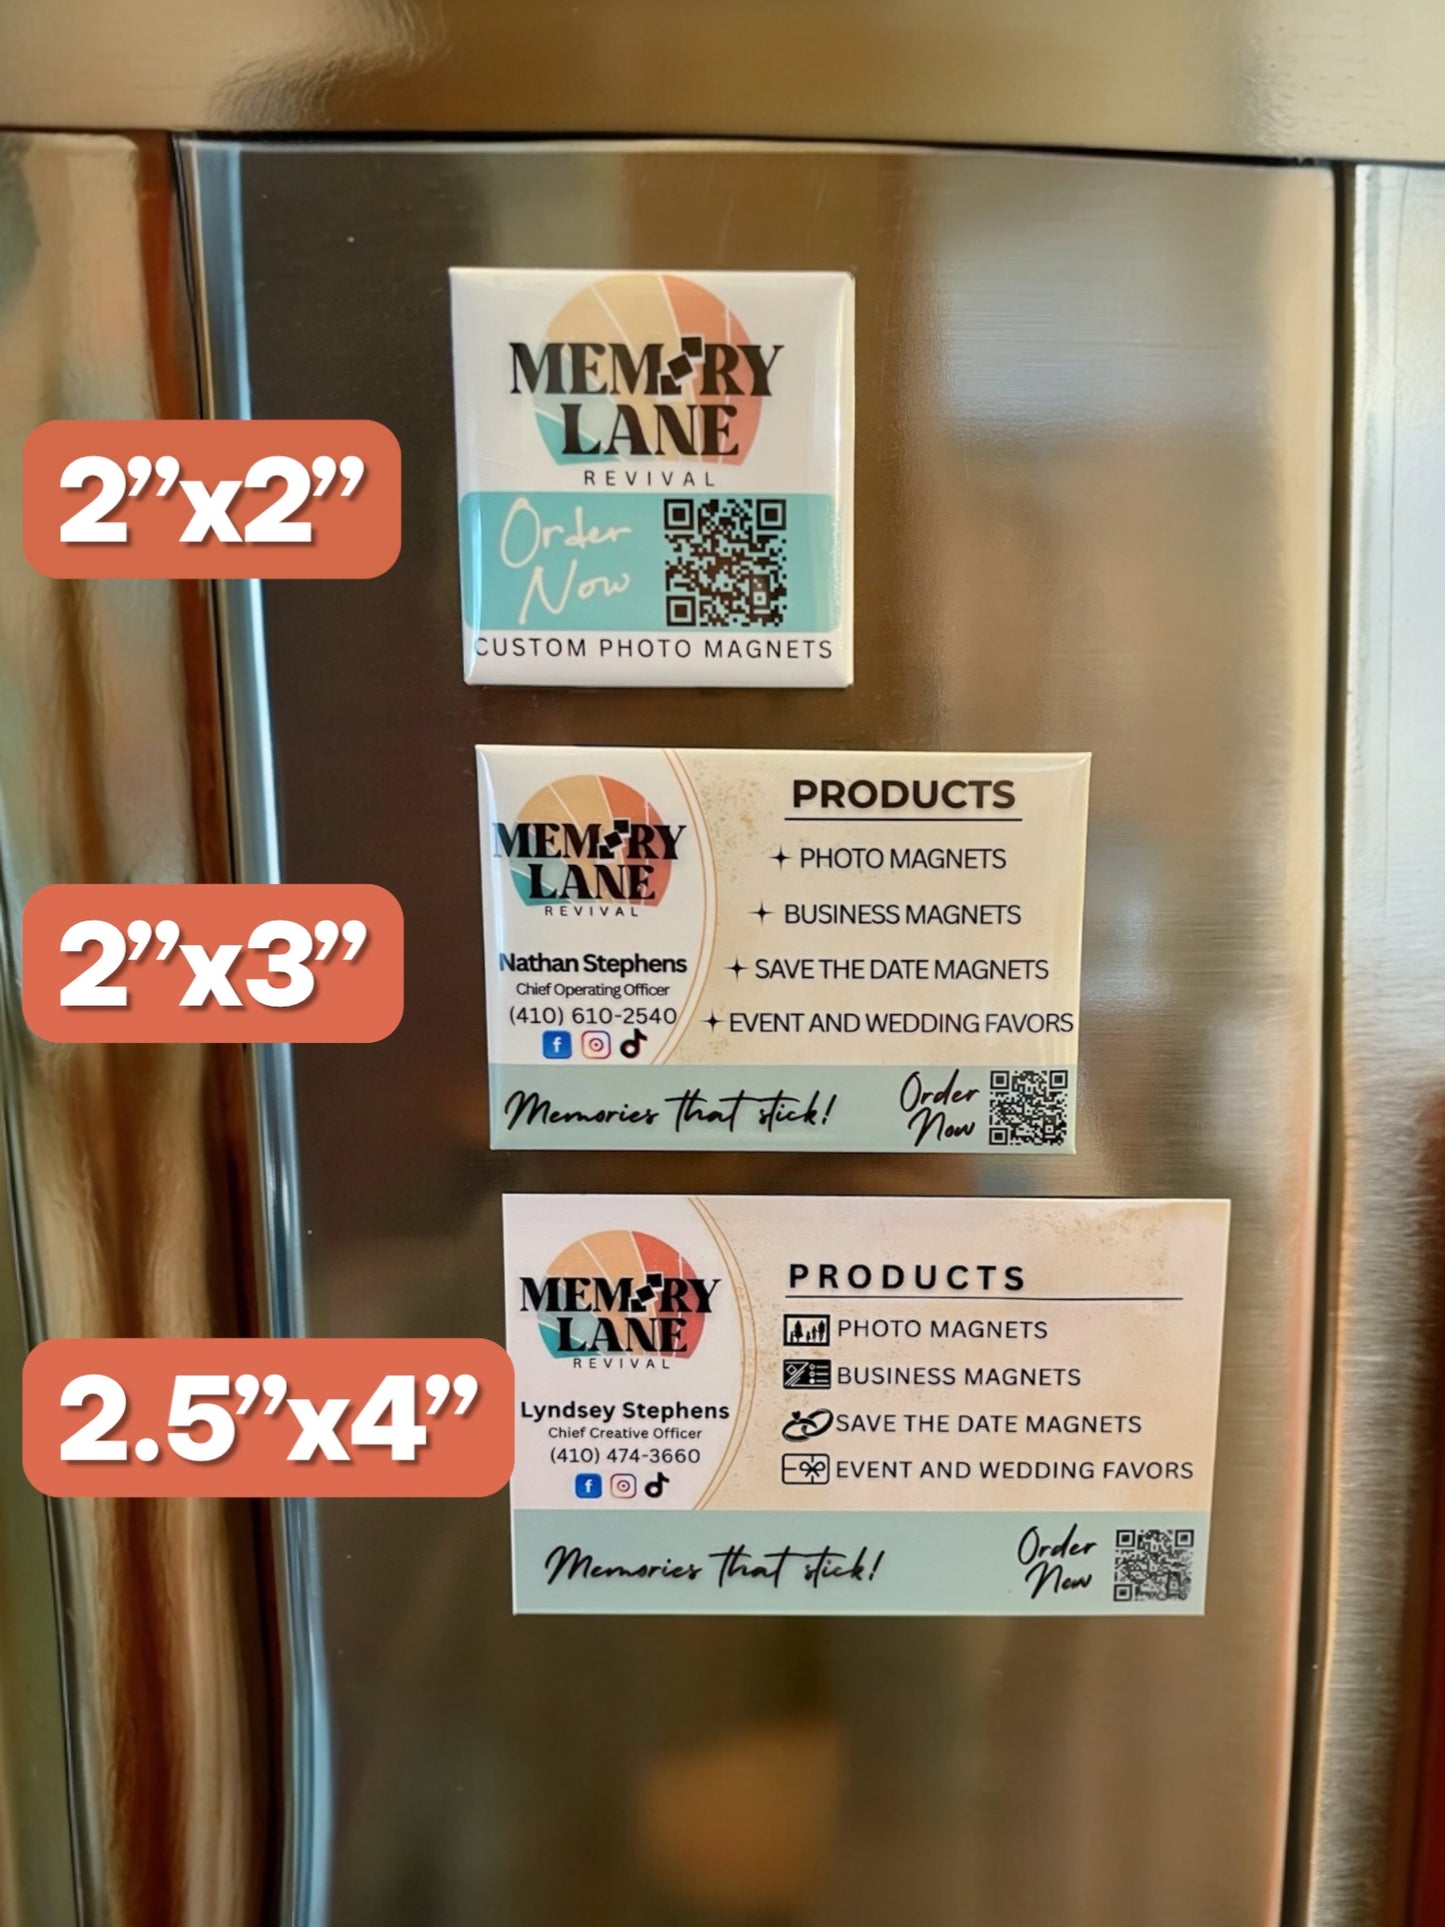 2”x2”
MEMORY
LANE
REVIVAL
Order
Now
CUSTOM PHOTO MAGNETS
2”x3”
MEMORY
LANE
REVIVAL
Nathan Stephens
Chief Operating Officer
(410) 610-2540
PRODUCTS
PHOTO MAGNETS
BUSINESS MAGNETS
SAVE THE DATE MAGNETS
EVENT AND WEDDING FAVORS
Memories that stick!
Order
Now
2.5”x4”
MEMORY
LANE
REVIVAL
Lyndsey Stephens
Chief Creative Officer
(410) 474-3660
PRODUCTS
PHOTO MAGNETS
BUSINESS MAGNETS
SAVE THE DATE MAGNETS
EVENT AND WEDDING FAVORS
Memories that stick!
Order
Now